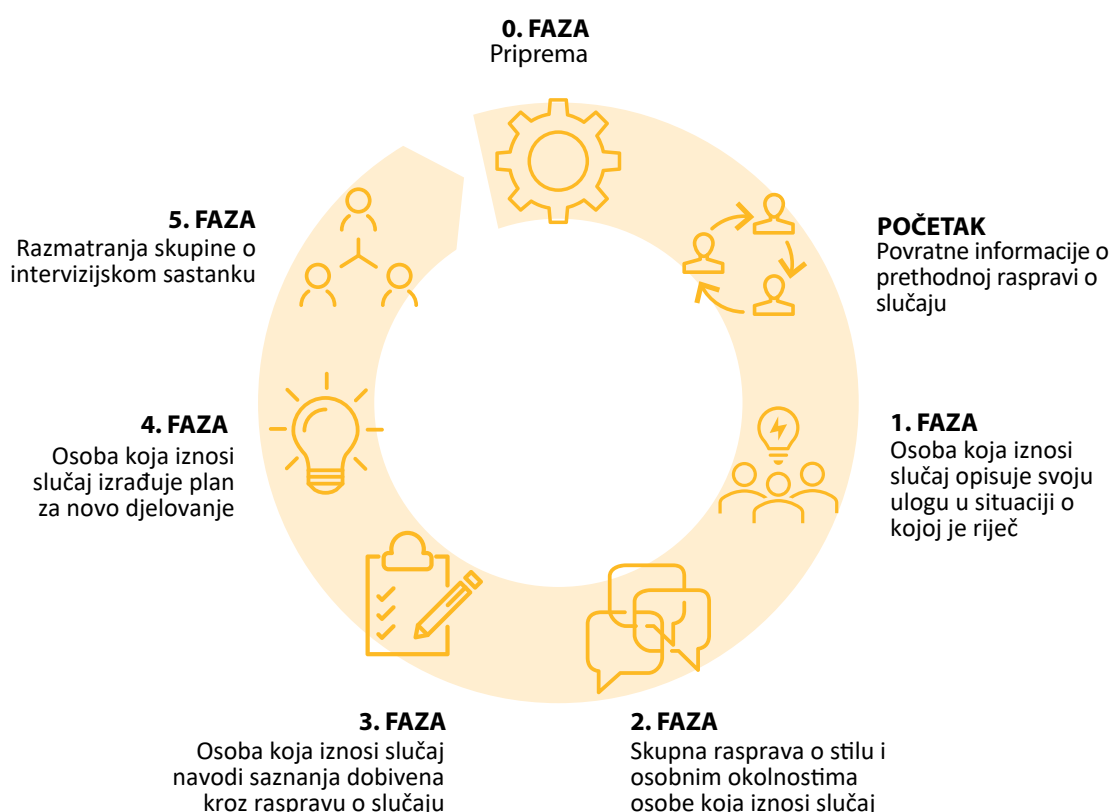 0. FAZA
Priprema
POČETAK
Povratne informacije o
prethodnoj raspravi o
slučaju
1. FAZA
Osoba koja iznosi
slučaj opisuje svoju
ulogu u situaciji o
kojoj je riječ
2. FAZA
Skupna rasprava o stilu i
osobnim okolnostima
osobe koja iznosi slučaj
3. FAZA
Osoba koja iznosi slučaj
navodi saznanja dobivena
kroz raspravu o slučaju
4. FAZA
Osoba koja iznosi
slučaj izrađuje plan
za novo djelovanje
5. FAZA
Razmatranja skupine o
intervizijskom sastanku